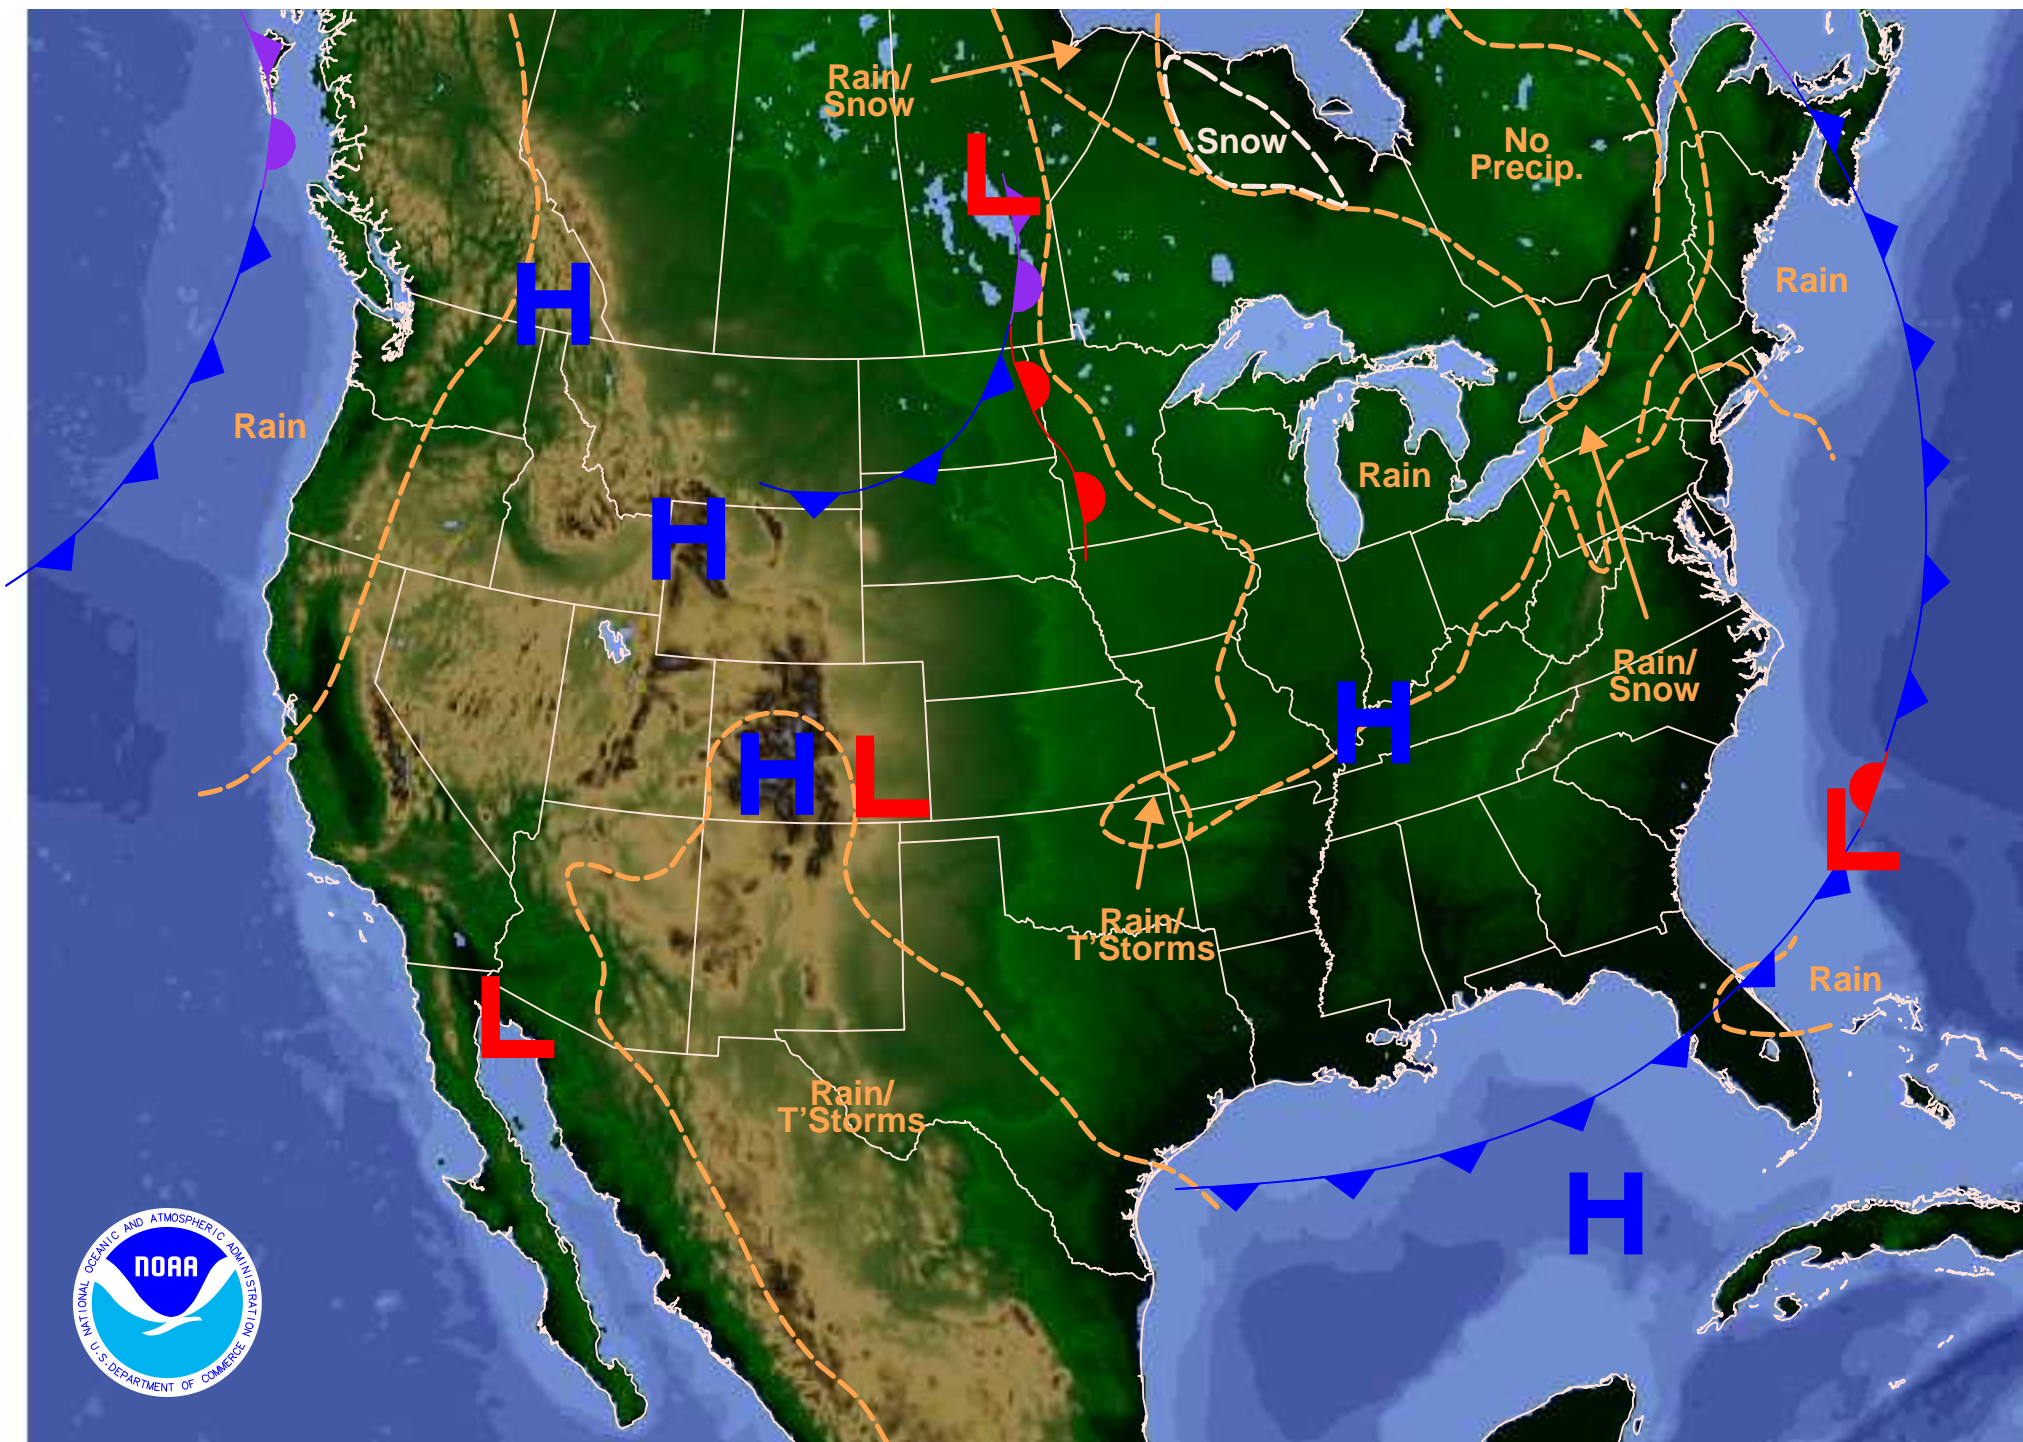 Rain/
Snow
Snow
No
Precip.
Rain
H
L
Rain
Rain
H
H
L
H
H
Rain/
Snow
L
Rain/
T'Storms
Rain
L
Rain/
T'Storms
H
NATIONAL OCEANIC AND ATMOSPHERIC ADMINISTRATION
NOAA
U.S. DEPARTMENT OF COMMERCE